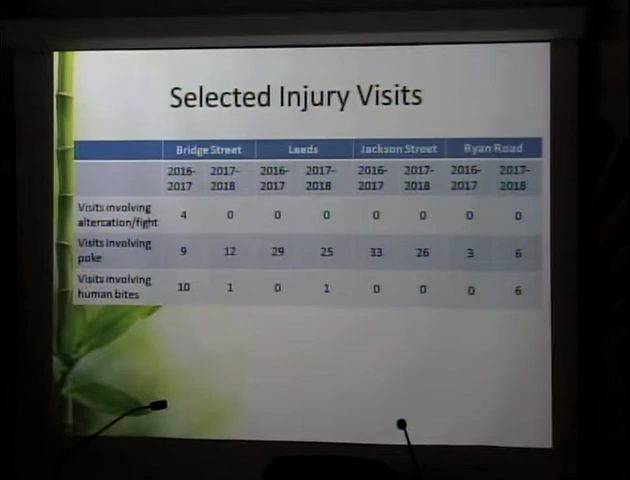 Selected Injury Visits
Bridge Street Leeds Jackson Street Ryan Road
2016- 2017- 2016- 2017- 2016- 2017- 2016- 2017-
2017 2018 2017 2018 2017 2018 2017 2018
Visits involving
altercation/fight 4 0 0 0 0 0 0 0
Visits involving
poke 9 12 29 25 33 26 3 6
Visits involving
human bites 10 1 0 1 0 0 0 6